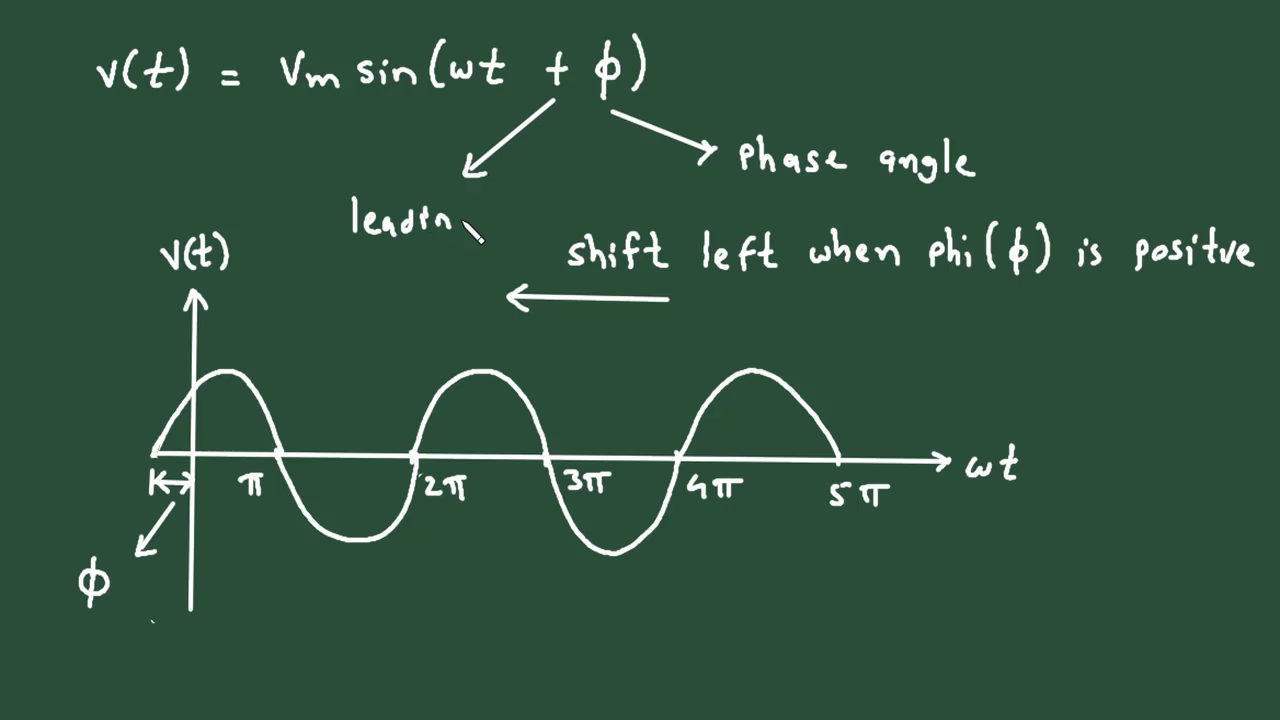 v(t) = Vm sin(ωt + ϕ)
phase angle
leadin
shift left when phi(ϕ) is positive
v(t)
π 2π 3π 4π 5π
ωt
ϕ